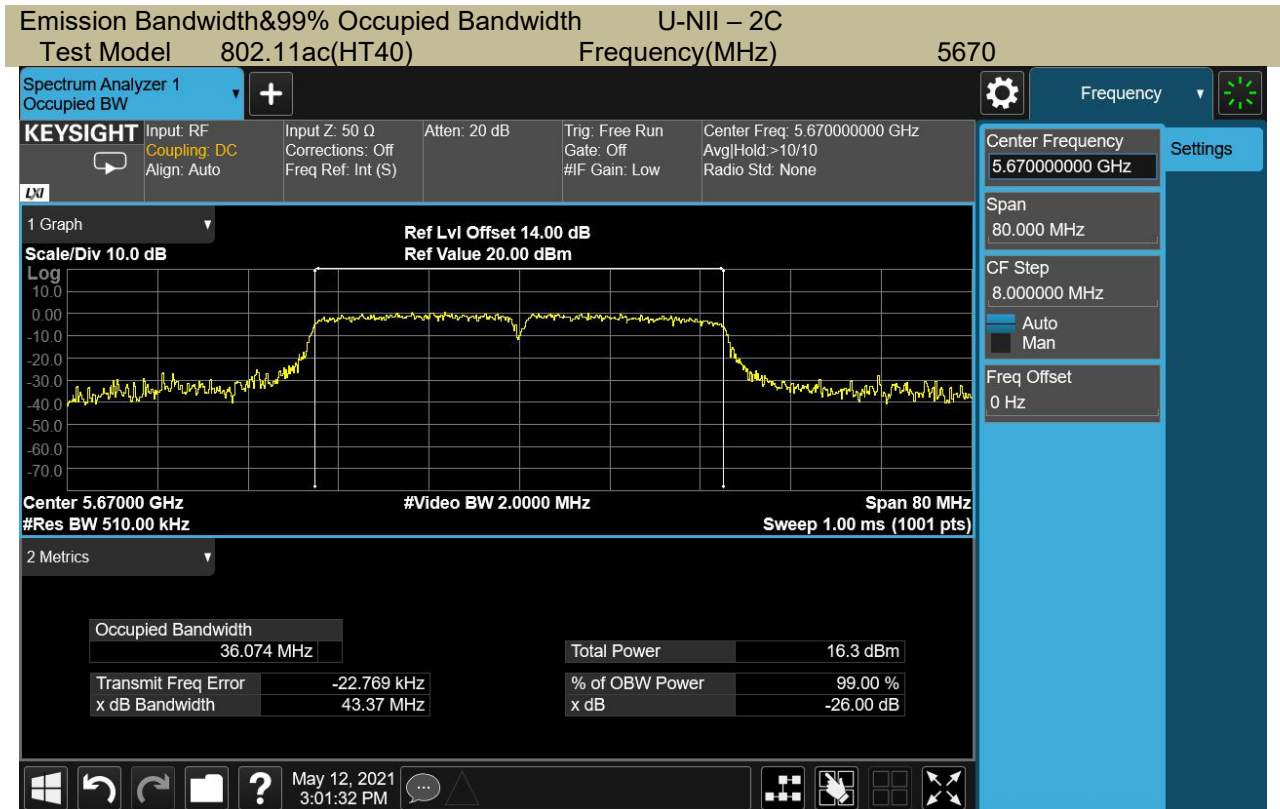 Emission Bandwidth&99% Occupied Bandwidth U-NII – 2C
Test Model 802.11ac(HT40) Frequency(MHz) 5670
Spectrum Analyzer 1
Occupied BW
+
Frequency
KEYSIGHT
LXI
Input: RF
Coupling: DC
Align: Auto
Input Z: 50 Ω
Corrections: Off
Freq Ref: Int (S)
Atten: 20 dB
Trig: Free Run
Gate: Off
#IF Gain: Low
Center Freq: 5.670000000 GHz
Avg|Hold:>10/10
Radio Std: None
Center Frequency
5.670000000 GHz
Settings
Span
80.000 MHz
CF Step
8.000000 MHz
Auto
Man
Freq Offset
0 Hz
1 Graph
Scale/Div 10.0 dB
Ref Lvl Offset 14.00 dB
Ref Value 20.00 dBm
Log
10.0
0.00
-10.0
-20.0
-30.0
-40.0
-50.0
-60.0
-70.0
Center 5.67000 GHz
#Video BW 2.0000 MHz
Span 80 MHz
#Res BW 510.00 kHz
Sweep 1.00 ms (1001 pts)
2 Metrics
Occupied Bandwidth
36.074 MHz
Total Power 16.3 dBm
Transmit Freq Error -22.769 kHz
% of OBW Power 99.00 %
x dB Bandwidth 43.37 MHz
x dB -26.00 dB
?
May 12, 2021
3:01:32 PM